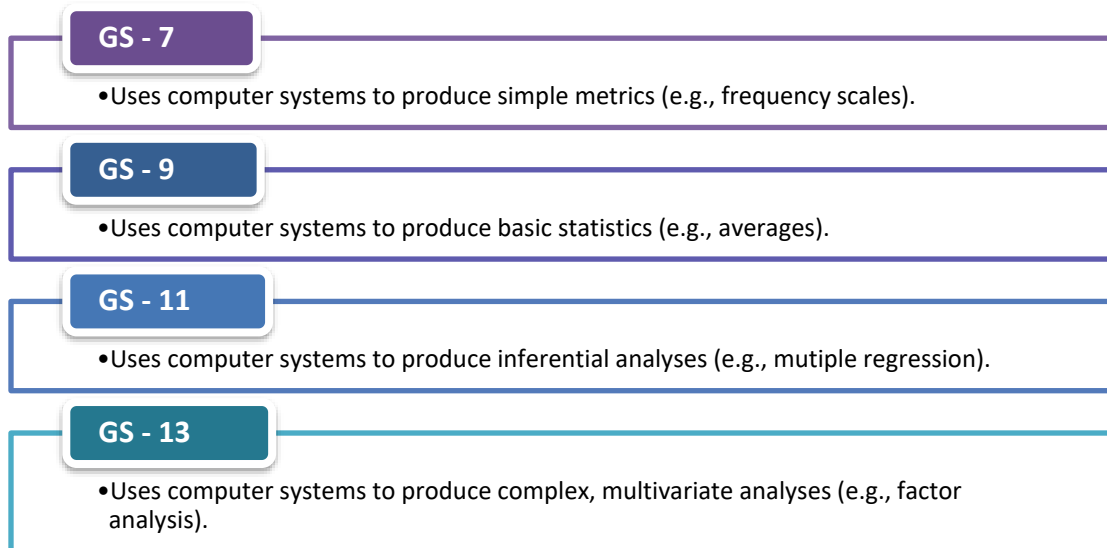 GS - 7
•Uses computer systems to produce simple metrics (e.g., frequency scales).
GS - 9
•Uses computer systems to produce basic statistics (e.g., averages).
GS - 11
•Uses computer systems to produce inferential analyses (e.g., mutiple regression).
GS - 13
•Uses computer systems to produce complex, multivariate analyses (e.g., factor
analysis).